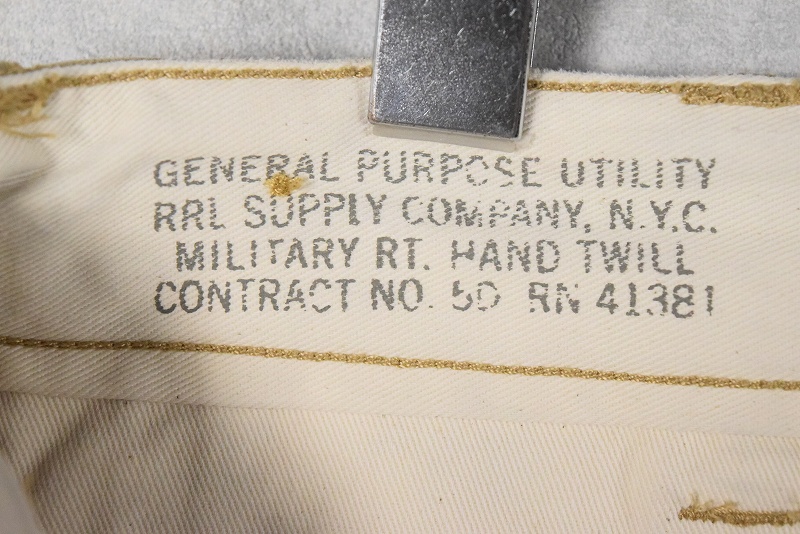 GENERAL PURPOSE UTILITY
RRL SUPPLY COMPANY, N.Y.C.
MILITARY RT. HAND TWILL
CONTRACT NO. 50 RN 41381